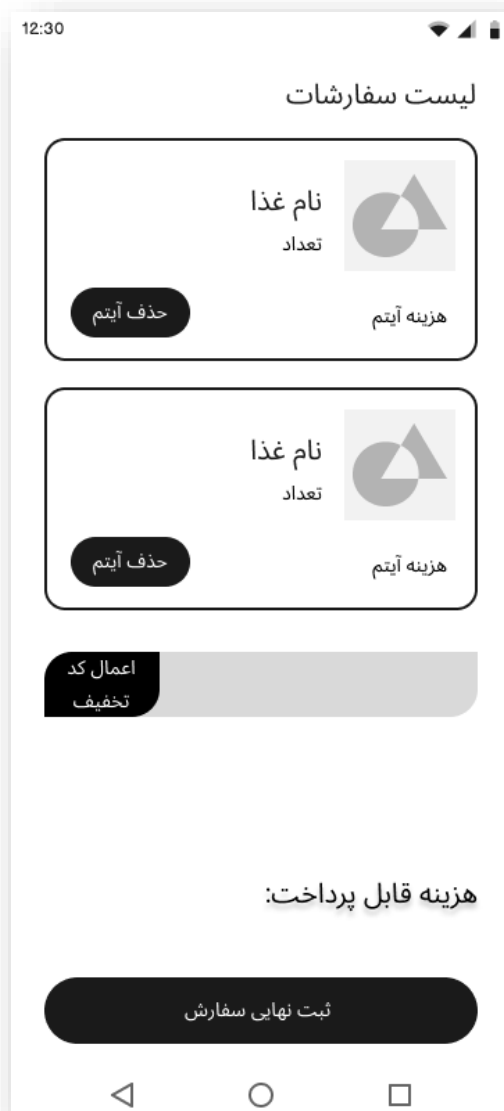 12:30
لیست سفارشات
نام غذا
تعداد
هزینه آیتم
حذف آیتم
نام غذا
تعداد
هزینه آیتم
حذف آیتم
اعمال کد
تخفیف
هزینه قابل پرداخت:
ثبت نهایی سفارش